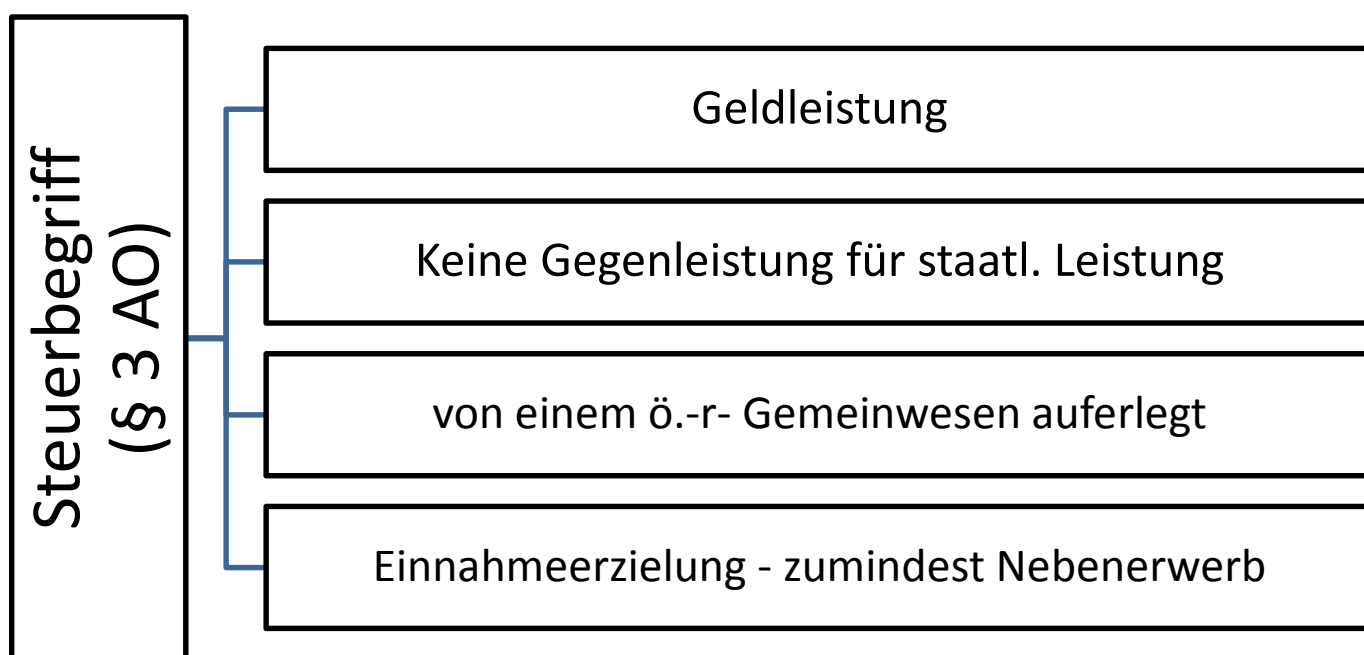 Steuerbegriff
(§ 3 AO)
Geldleistung
Keine Gegenleistung für staatl. Leistung
von einem ö.-r- Gemeinwesen auferlegt
Einnahmeerzielung - zumindest Nebenerwerb